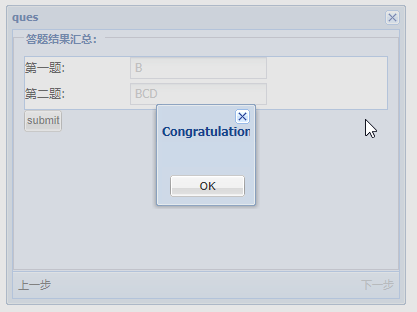 ques
答题结果汇总:
第一题: B
第二题: BCD
submit
Congratulation
OK
上一步 下一步